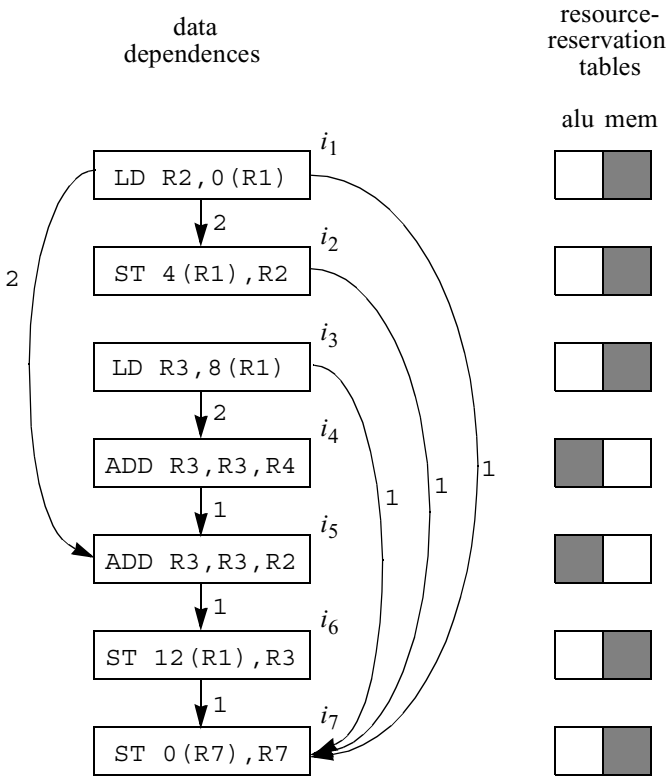 data
dependences
resource-
reservation
tables
alu mem
i1
LD R2,0(R1)
2
i2
2
ST 4(R1),R2
i3
LD R3,8(R1)
2
i4
ADD R3,R3,R4
1
1
1
1
i5
ADD R3,R3,R2
1
i6
ST 12(R1),R3
1
i7
ST 0(R7),R7